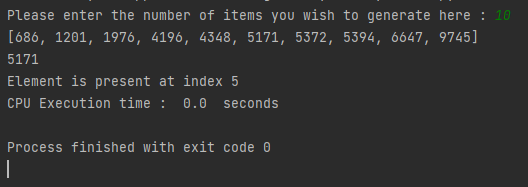 Please enter the number of items you wish to generate here : 10
[686, 1201, 1976, 4196, 4348, 5171, 5372, 5394, 6647, 9745]
5171
Element is present at index 5
CPU Execution time :  0.0  seconds
Process finished with exit code 0